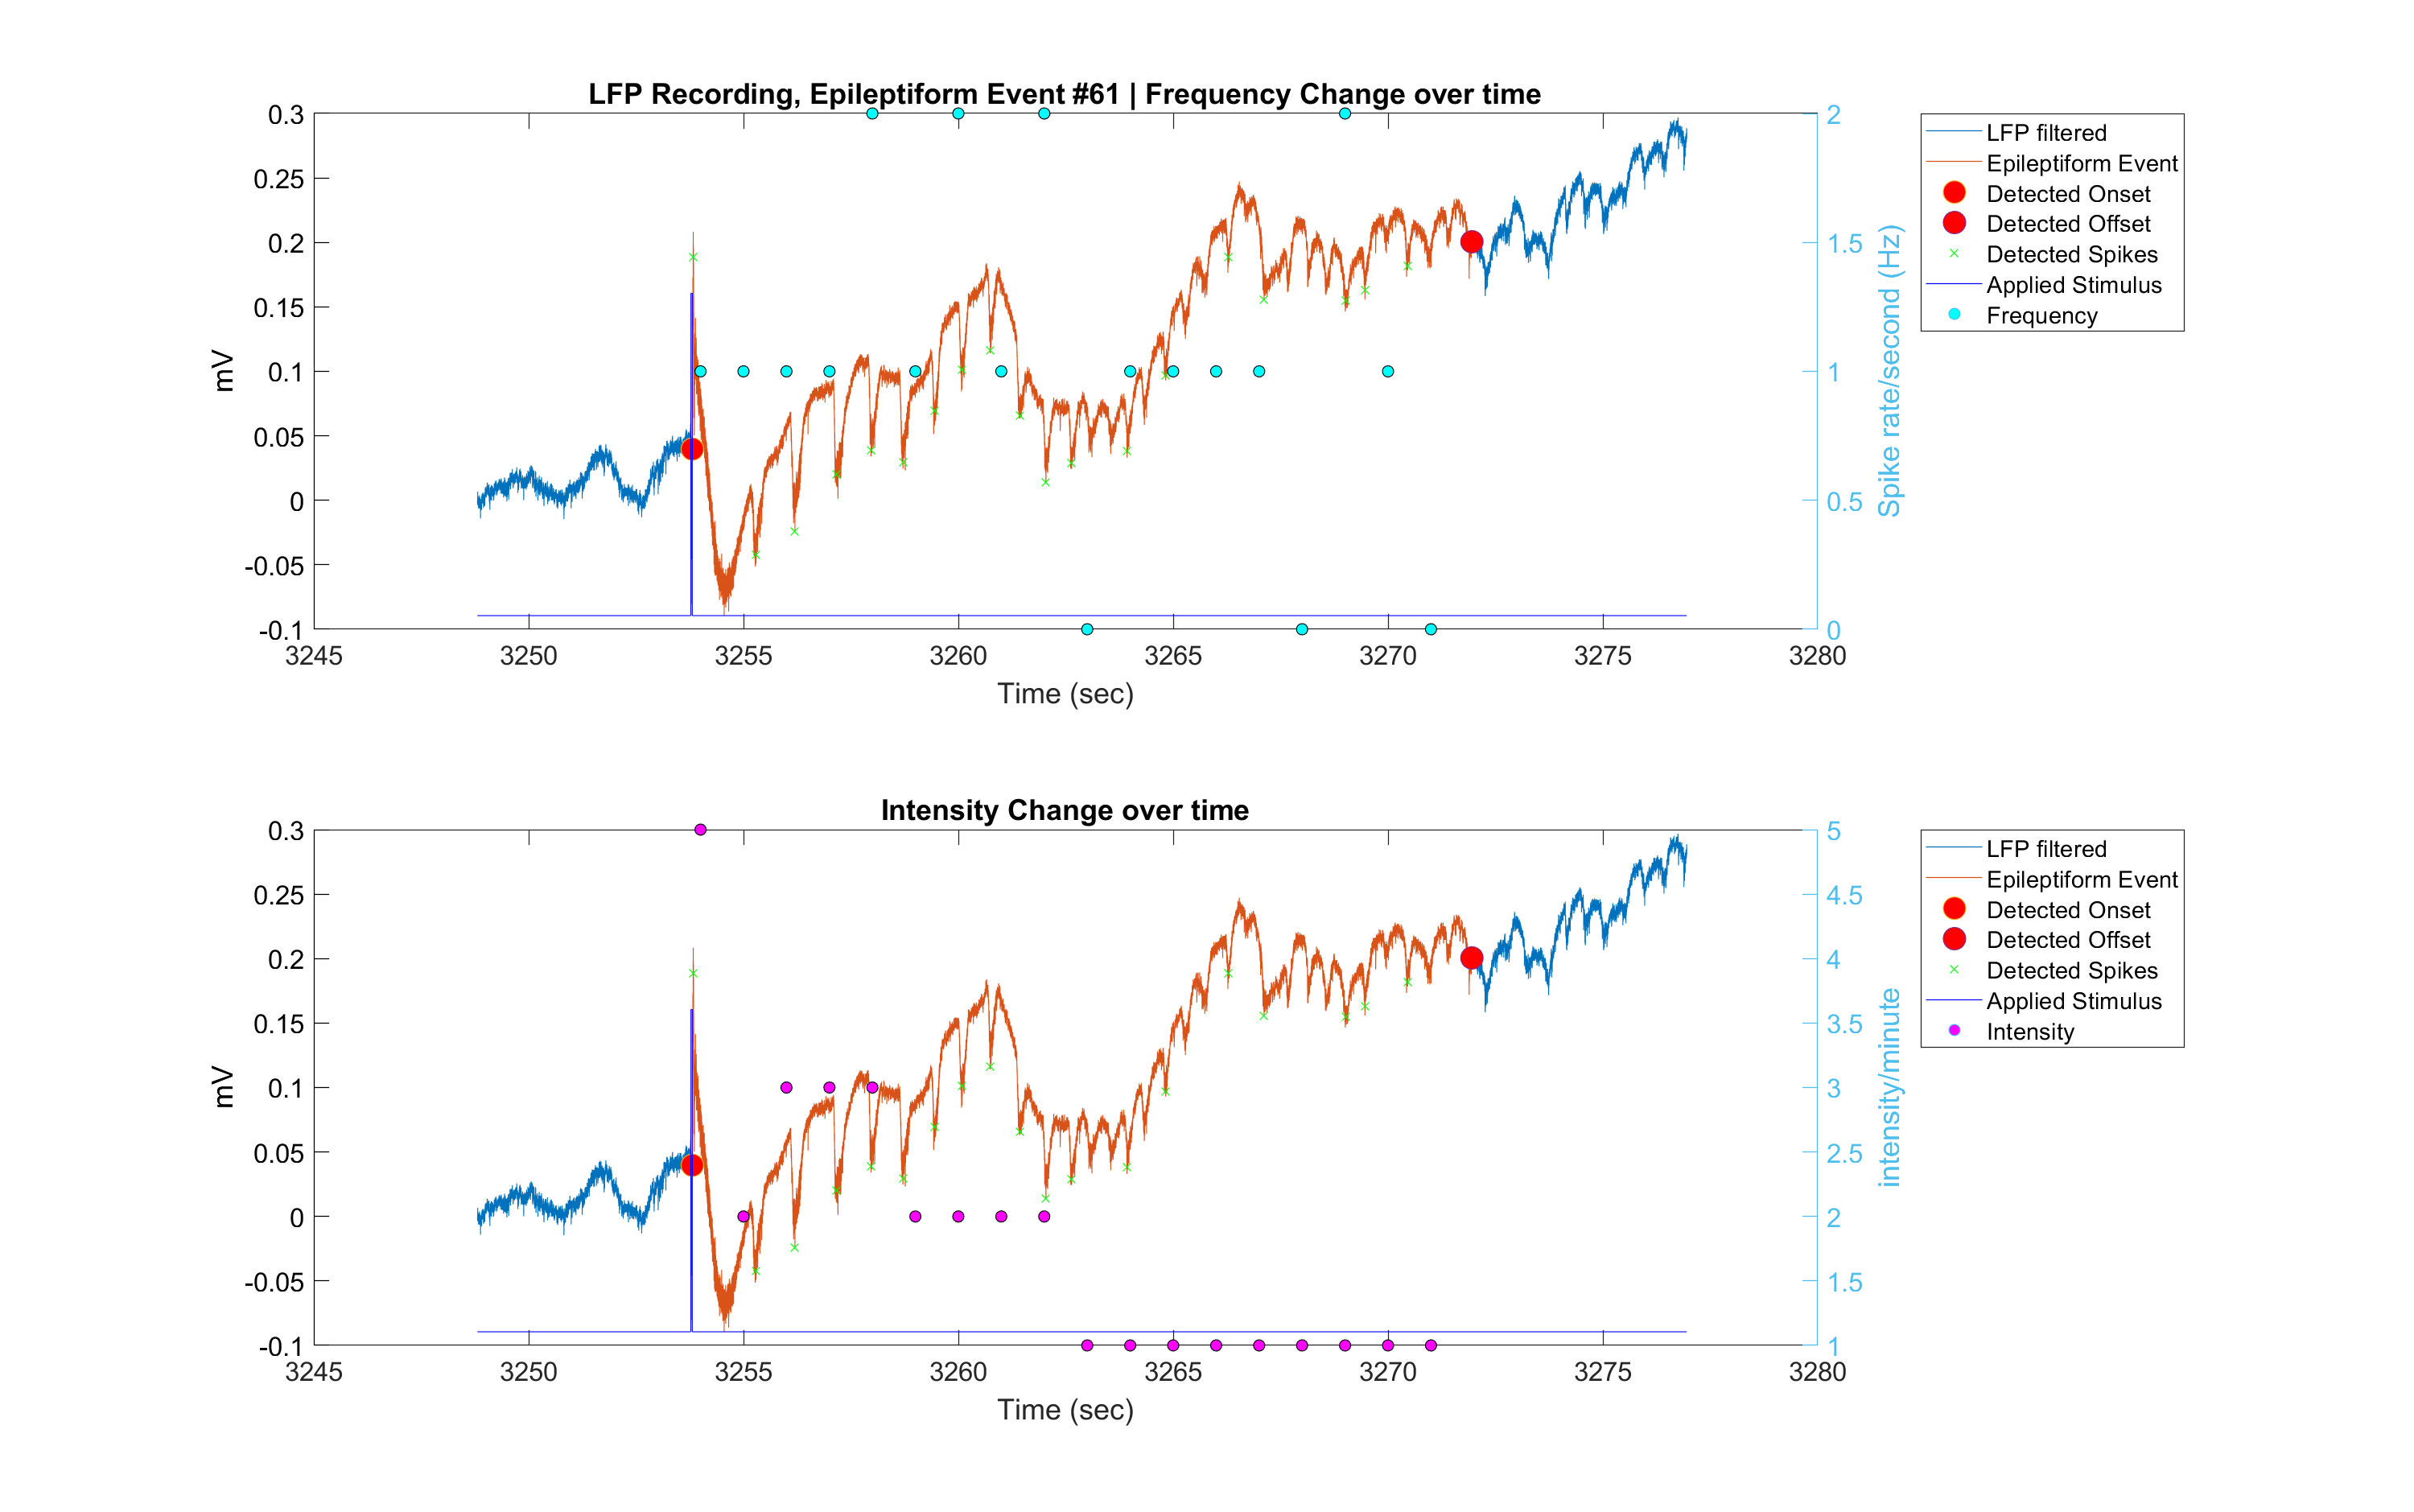 LFP Recording, Epileptiform Event #61 | Frequency Change over time
0.3
0.25
0.2
0.15
0.1
0.05
0
-0.05
-0.1
mV
3245 3250 3255 3260 3265 3270 3275 3280
Time (sec)
2
1.5
1
0.5
0
Spike rate/second (Hz)
LFP filtered
Epileptiform Event
Detected Onset
Detected Offset
Detected Spikes
Applied Stimulus
Frequency
Intensity Change over time
0.3
0.25
0.2
0.15
0.1
0.05
0
-0.05
-0.1
mV
3245 3250 3255 3260 3265 3270 3275 3280
Time (sec)
5
4.5
4
3.5
3
2.5
2
1.5
1
intensity/minute
LFP filtered
Epileptiform Event
Detected Onset
Detected Offset
Detected Spikes
Applied Stimulus
Intensity